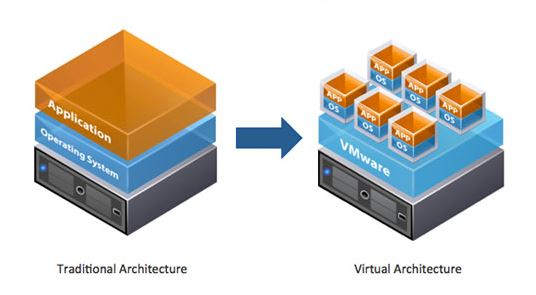 Application
Operating System
APP
OS
APP
OS
APP
OS
APP
OS
APP
OS
APP
OS
VMware
Traditional Architecture
Virtual Architecture